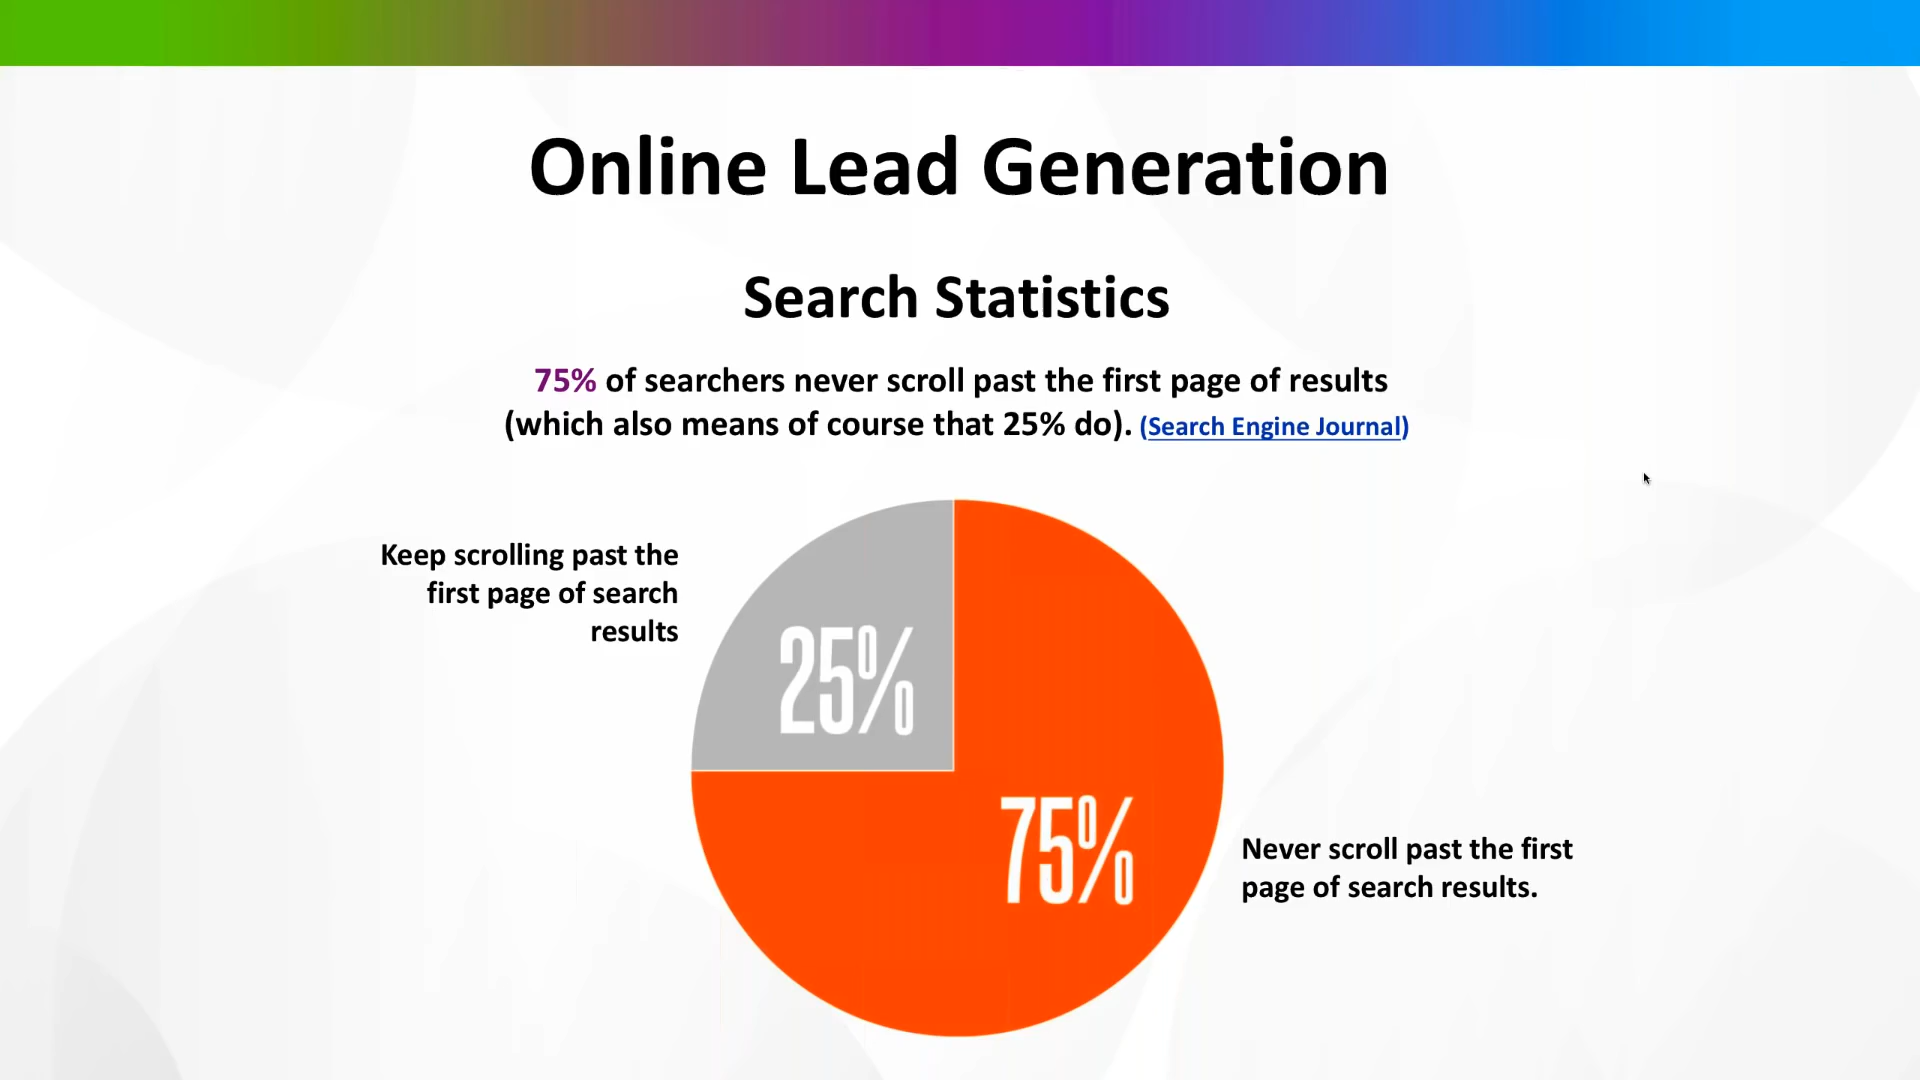 Online Lead Generation
Search Statistics
75% of searchers never scroll past the first page of results
(which also means of course that 25% do). (Search Engine Journal)
Keep scrolling past the
first page of search
results
25%
75%
Never scroll past the first
page of search results.